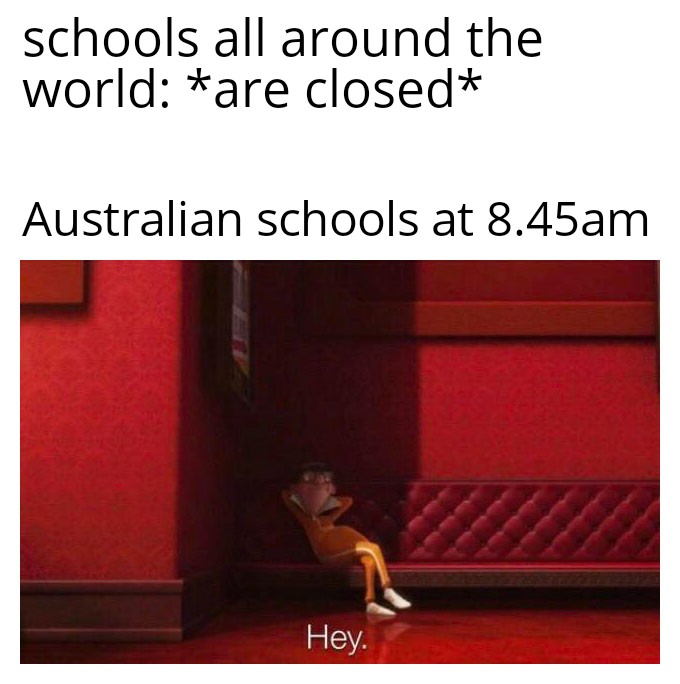 schools all around the
world: *are closed*
Australian schools at 8.45am
Hey.